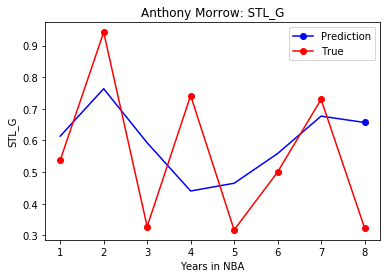 Anthony Morrow: STL_G
Prediction
True
STL_G
0.9
0.8
0.7
0.6
0.5
0.4
0.3
1 2 3 4 5 6 7 8
Years in NBA